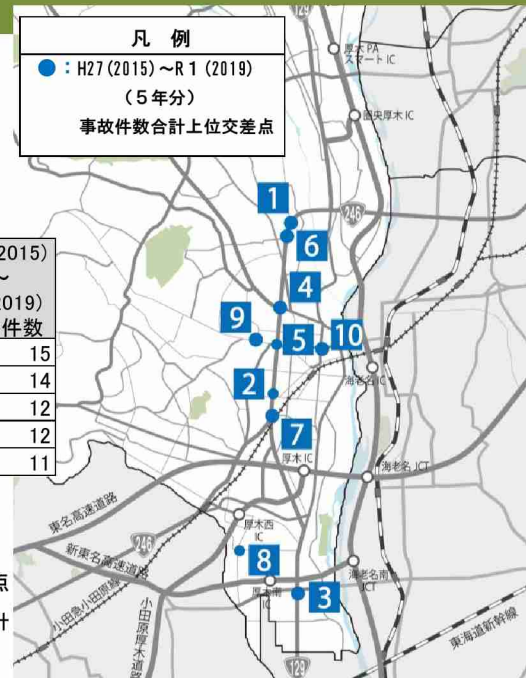 凡 例
●:H27(2015)～R1(2019)
(5年分)
事故件数合計上位交差点
2015)
～
2019)
件数
15
14
12
12
11
点
計
129
厚木PA
スマートIC
圏央厚木IC
246
1
6
4
9
5
10
海老名IC
2
7
厚木IC
海老名JCT
東名高速道路
246
厚木西
IC
新東名高速道路
8
海老名南
JCT
厚木南
IC
3
小田急小田原線
小田原厚木道路
東海道新幹線
129